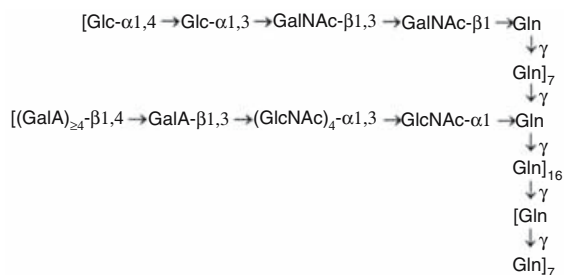 [Glc-α1,4 → Glc-α1,3 → GalNAc-β1,3 → GalNAc-β1 → Gln
↓ γ
Gln]₇
↓ γ
[(GalA)≥₄-β1,4 → GalA-β1,3 → (GlcNAc)₄-α1,3 → GlcNAc-α1 → Gln
↓ γ
Gln]₁₆
↓ γ
[Gln
↓ γ
Gln]₇